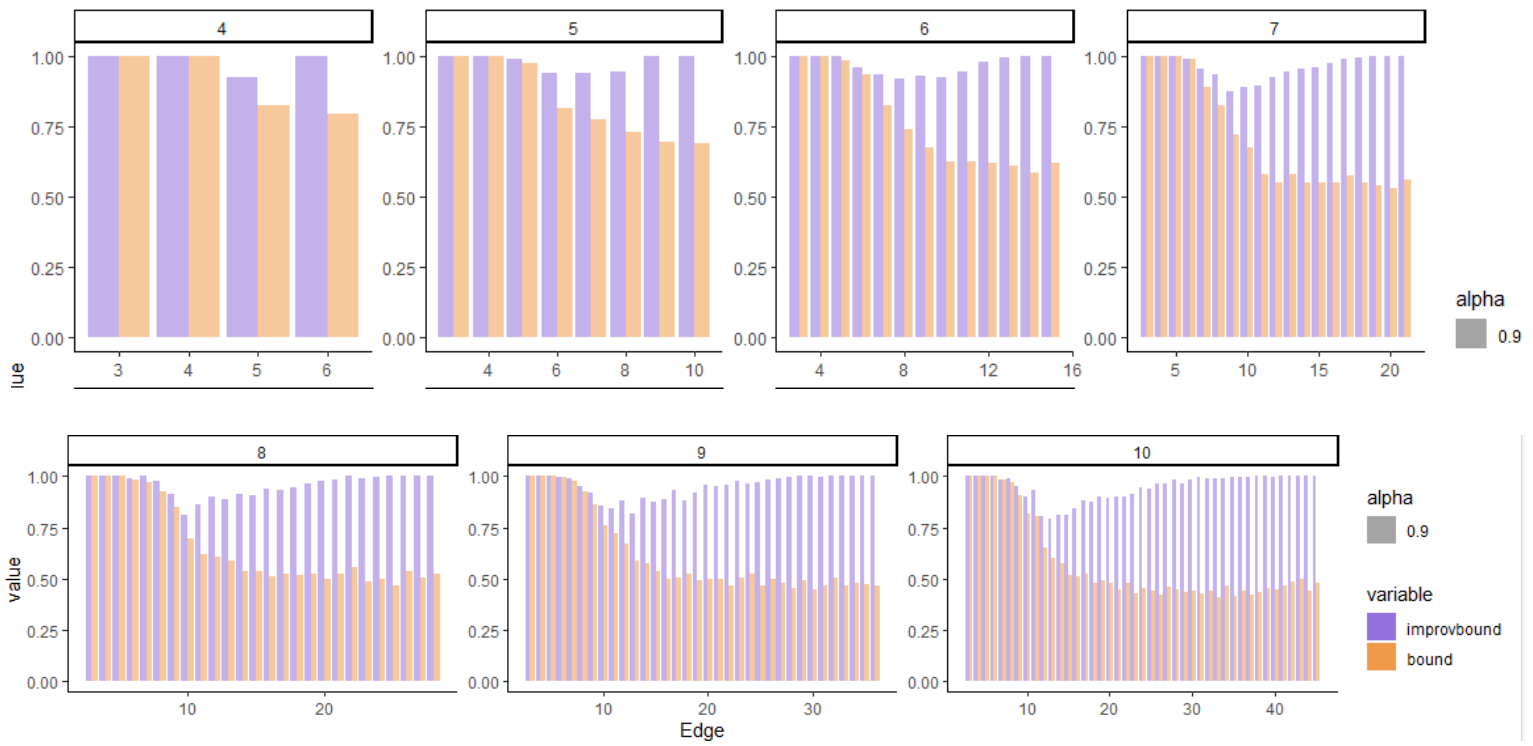 4 5 6 7
1.00 1.00 1.00 1.00
0.75 0.75 0.75 0.75
0.50 0.50 0.50 0.50
0.25 0.25 0.25 0.25
0.00 0.00 0.00 0.00
3 4 5 6 4 6 8 10 4 8 12 16 5 10 15 20
lue
alpha
0.9
8 9 10
1.00 1.00 1.00
0.75 0.75 0.75
0.50 0.50 0.50
0.25 0.25 0.25
0.00 0.00 0.00
10 20 10 20 30 10 20 30 40
value
Edge
alpha
0.9
variable
improvbound
bound